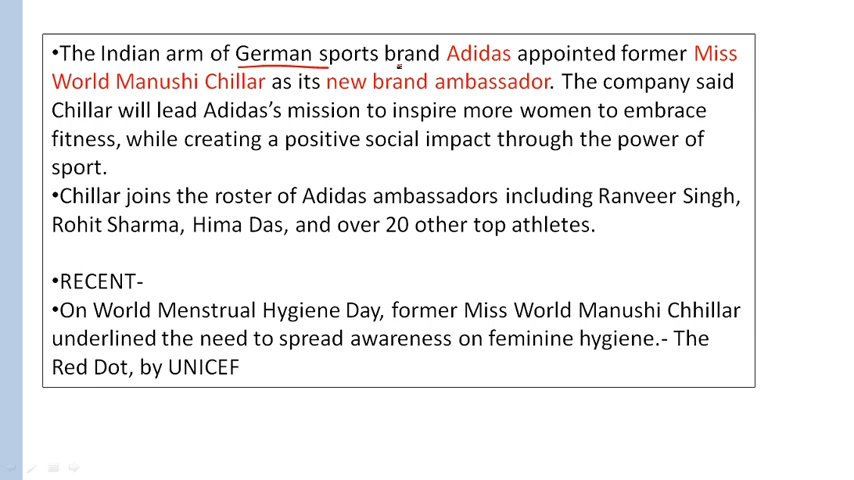 •The Indian arm of German sports brand Adidas appointed former Miss
World Manushi Chillar as its new brand ambassador. The company said
Chillar will lead Adidas’s mission to inspire more women to embrace
fitness, while creating a positive social impact through the power of
sport.
•Chillar joins the roster of Adidas ambassadors including Ranveer Singh,
Rohit Sharma, Hima Das, and over 20 other top athletes.
•RECENT-
•On World Menstrual Hygiene Day, former Miss World Manushi Chhillar
underlined the need to spread awareness on feminine hygiene.- The
Red Dot, by UNICEF